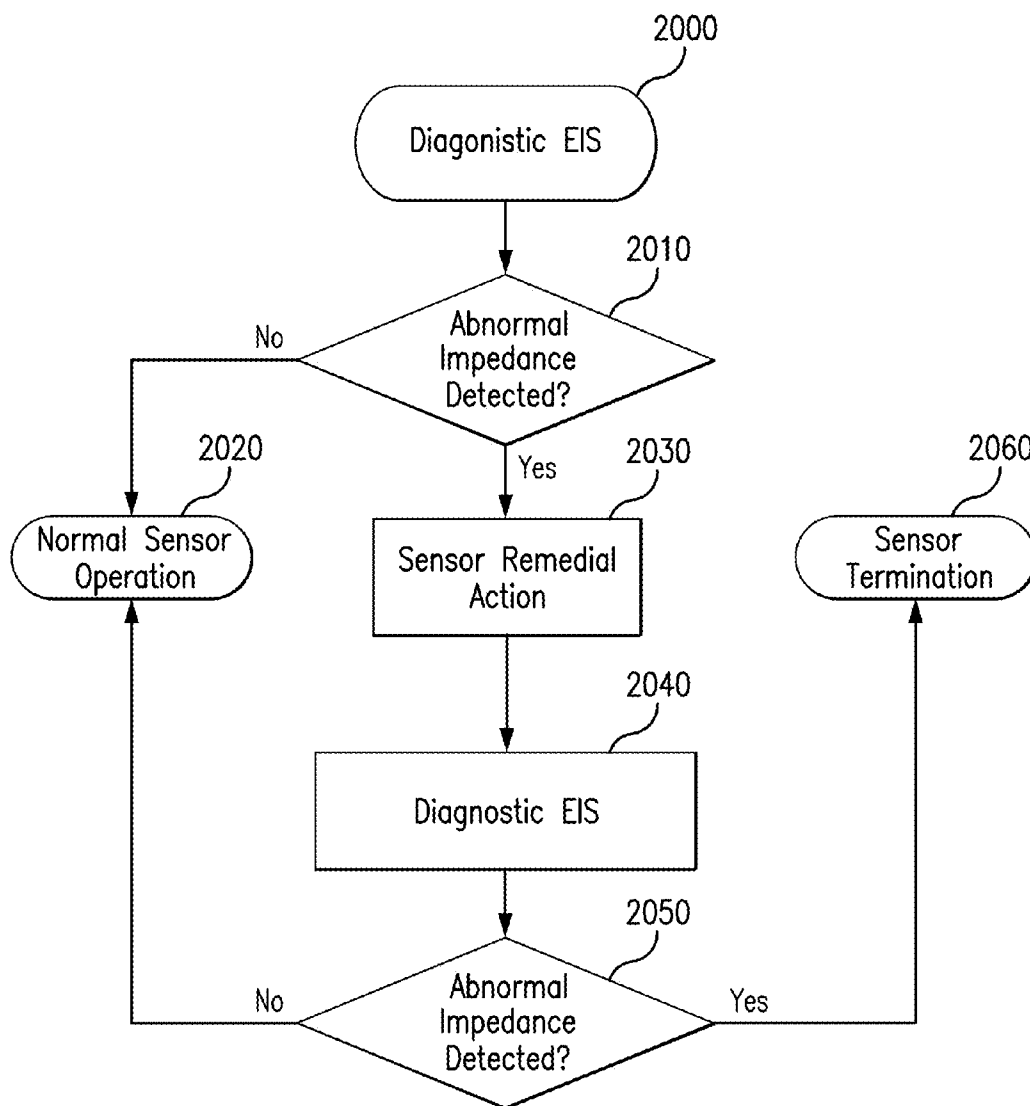 2000
Diagonistic EIS
2010
Abnormal
Impedance
Detected?
No
Yes
2020
Normal Sensor
Operation
2030
Sensor Remedial
Action
2060
Sensor
Termination
2040
Diagnostic EIS
2050
Abnormal
Impedance
Detected?
No
Yes